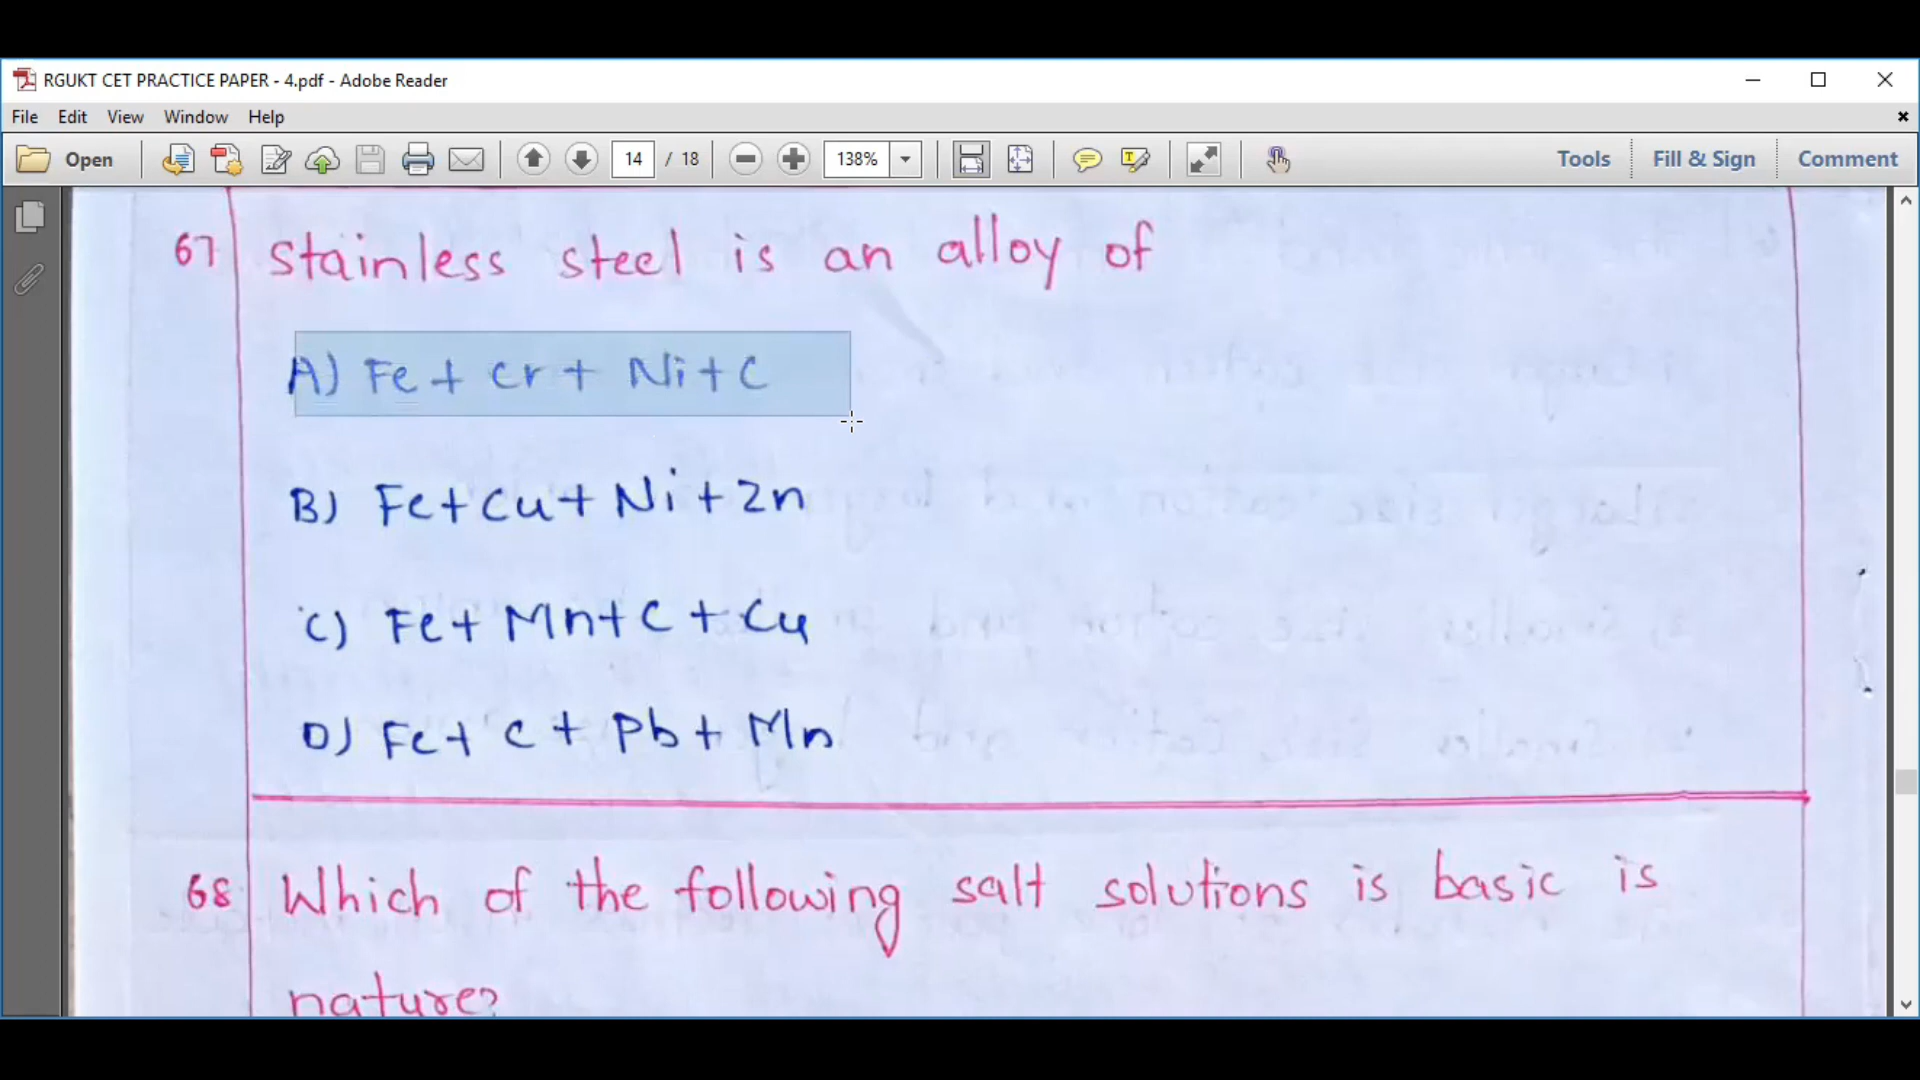 RGUKT CET PRACTICE PAPER - 4.pdf - Adobe Reader
File Edit View Window Help
Open 14 / 18 138% Tools Fill & Sign Comment
67 Stainless steel is an alloy of
A) Fe + Cr + Ni + C
B) Fe + Cu + Ni + Zn
C) Fe + Mn + C + Cu
D) Fe + C + Pb + Mn
68 Which of the following salt solutions is basic is
nature?